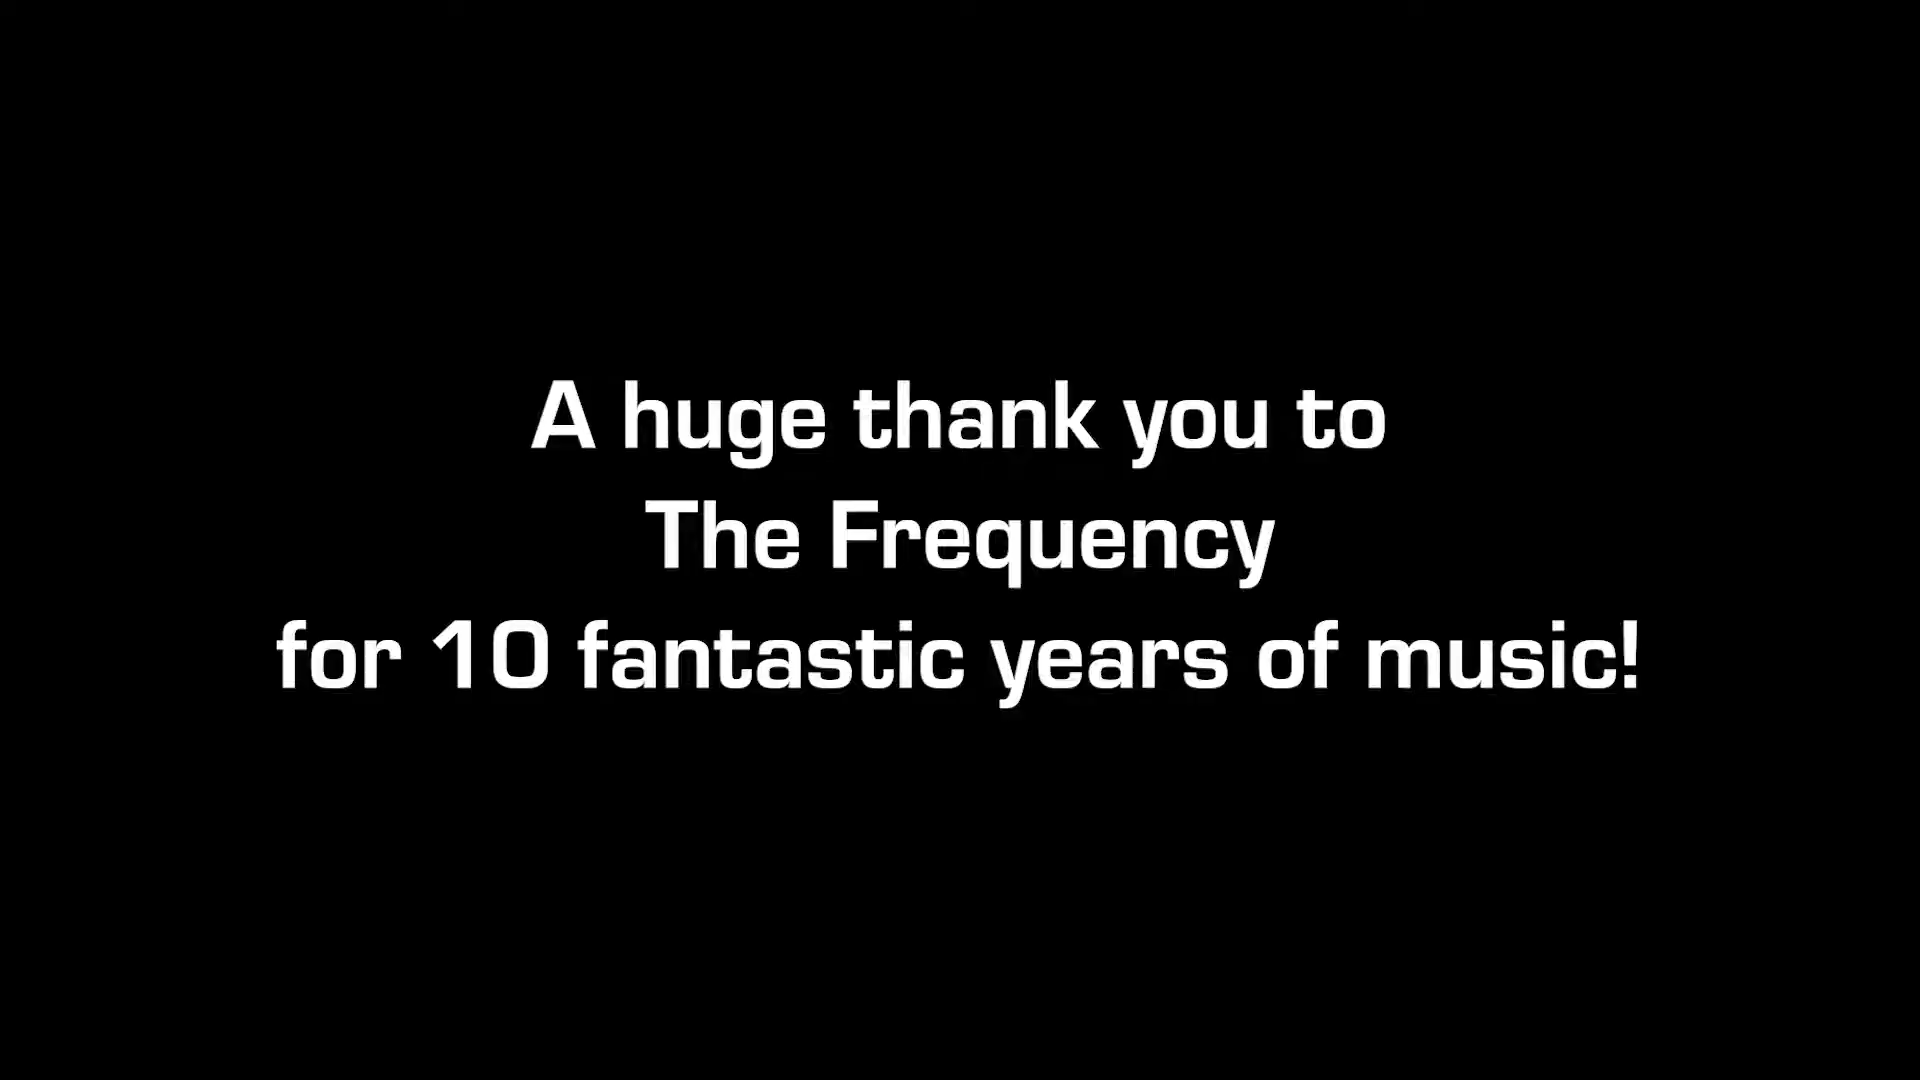 A huge thank you to
The Frequency
for 10 fantastic years of music!